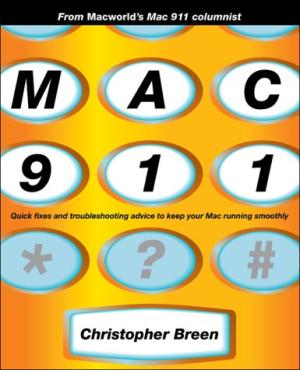 From Macworld's Mac 911 columnist
M A C
9 1 1
Quick fixes and troubleshooting advice to keep your Mac running smoothly
* ? #
Christopher Breen